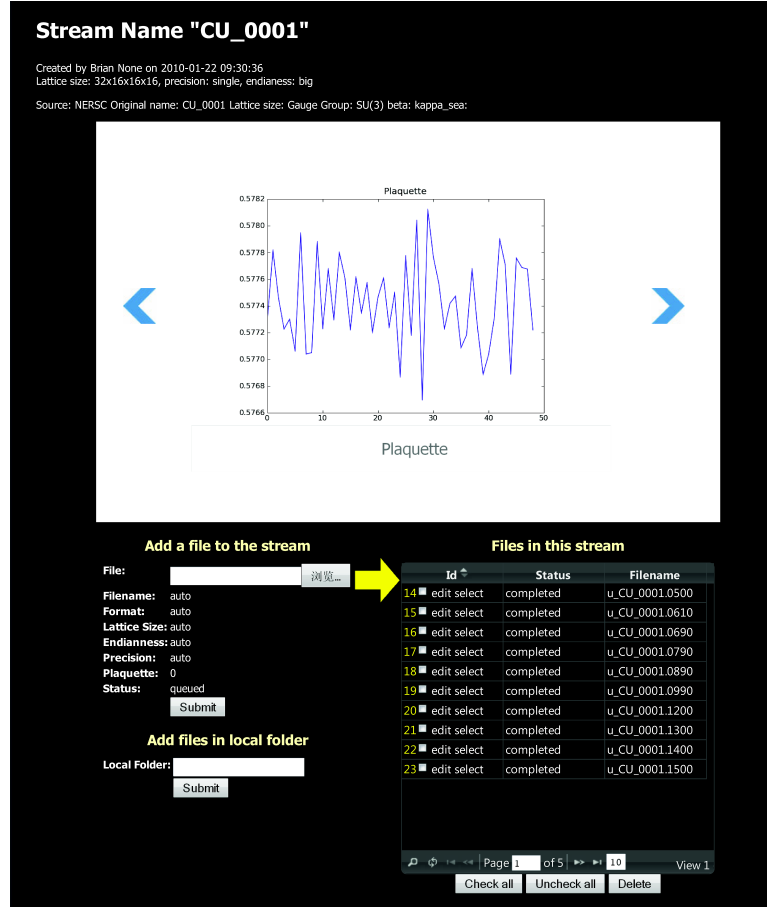 Stream Name "CU_0001"
Created by Brian None on 2010-01-22 09:30:36
Lattice size: 32x16x16x16, precision: single, endianess: big
Source: NERSC Original name: CU_0001 Lattice size: Gauge Group: SU(3) beta: kappa_sea:
Plaquette
0.5782
0.5780
0.5778
0.5776
0.5774
0.5772
0.5770
0.5768
0.5766
0 10 20 30 40 50
Plaquette
Add a file to the stream
File: 浏览...
Filename: auto
Format: auto
Lattice Size: auto
Endianness: auto
Precision: auto
Plaquette: 0
Status: queued
Submit
Add files in local folder
Local Folder:
Submit
Files in this stream
Id Status Filename
14 edit select completed u_CU_0001.0500
15 edit select completed u_CU_0001.0610
16 edit select completed u_CU_0001.0690
17 edit select completed u_CU_0001.0790
18 edit select completed u_CU_0001.0890
19 edit select completed u_CU_0001.0990
20 edit select completed u_CU_0001.1200
21 edit select completed u_CU_0001.1300
22 edit select completed u_CU_0001.1400
23 edit select completed u_CU_0001.1500
Page 1 of 5 10 View 1
Check all Uncheck all Delete